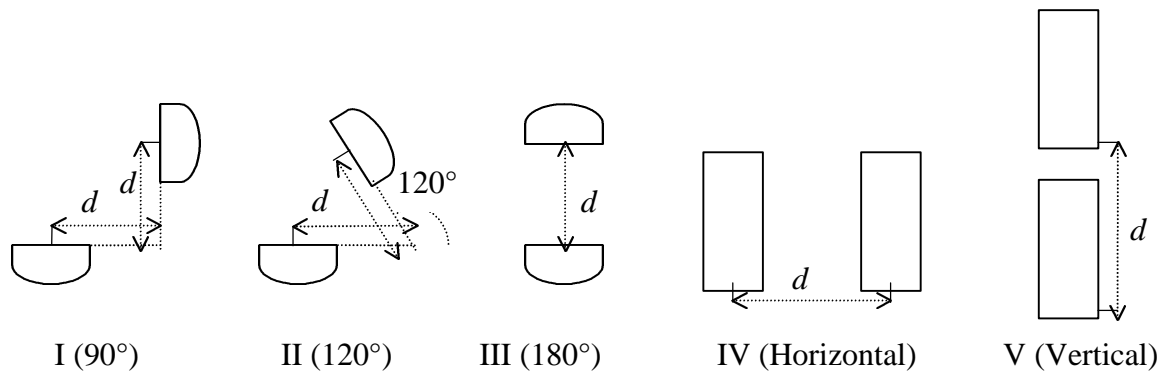 120°
d
d
d
d
d
d
I (90°)
II (120°)
III (180°)
IV (Horizontal)
V (Vertical)